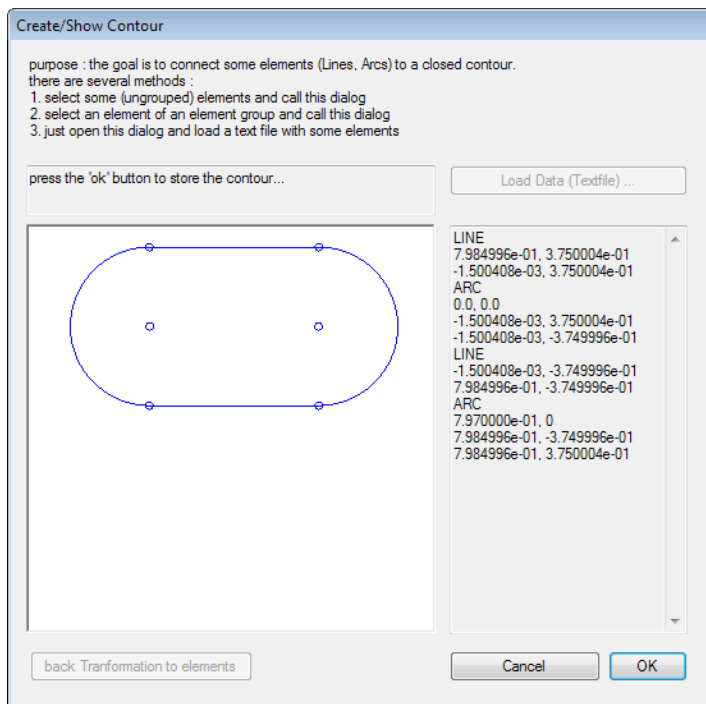 Create/Show Contour
purpose : the goal is to connect some elements (Lines, Arcs) to a closed contour.
there are several methods :
1. select some (ungrouped) elements and call this dialog
2. select an element of an element group and call this dialog
3. just open this dialog and load a text file with some elements
press the 'ok' button to store the contour...
Load Data (Textfile) ...
LINE
7.984996e-01, 3.750004e-01
-1.500408e-03, 3.750004e-01
ARC
0.0, 0.0
-1.500408e-03, 3.750004e-01
-1.500408e-03, -3.749996e-01
LINE
-1.500408e-03, -3.749996e-01
7.984996e-01, -3.749996e-01
ARC
7.970000e-01, 0
7.984996e-01, -3.749996e-01
7.984996e-01, 3.750004e-01
back Tranformation to elements
Cancel
OK